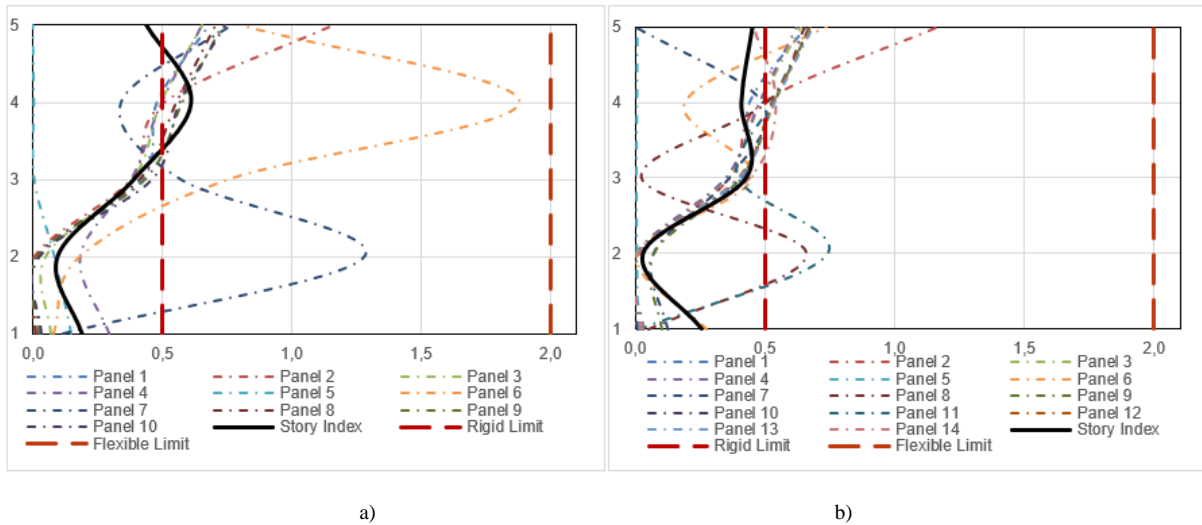 5
4
3
2
1
0,0 0,5 1,0 1,5 2,0
Panel 1 Panel 2 Panel 3
Panel 4 Panel 5 Panel 6
Panel 7 Panel 8 Panel 9
Panel 10 Story Index Rigid Limit
Flexible Limit
5
4
3
2
1
0,0 0,5 1,0 1,5 2,0
Panel 1 Panel 2 Panel 3
Panel 4 Panel 5 Panel 6
Panel 7 Panel 8 Panel 9
Panel 10 Panel 11 Panel 12
Panel 13 Panel 14 Story Index
Rigid Limit Flexible Limit
a) b)